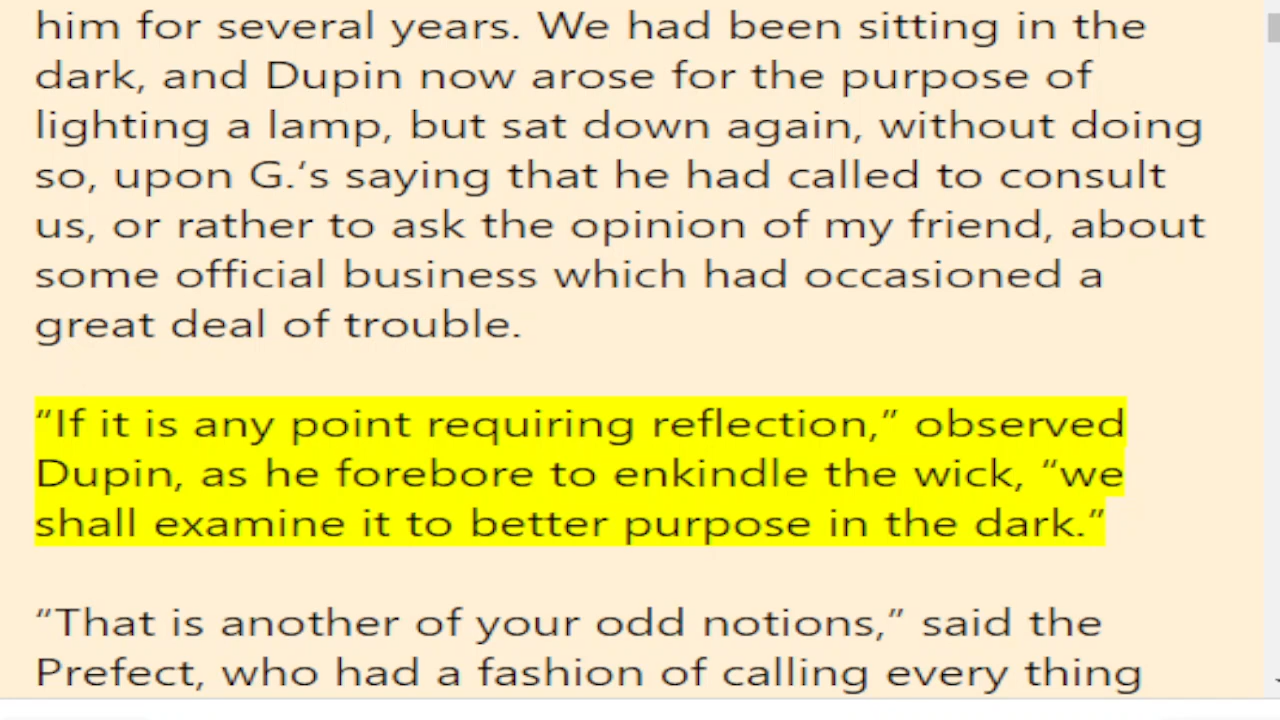 him for several years. We had been sitting in the
dark, and Dupin now arose for the purpose of
lighting a lamp, but sat down again, without doing
so, upon G.’s saying that he had called to consult
us, or rather to ask the opinion of my friend, about
some official business which had occasioned a
great deal of trouble.
“If it is any point requiring reflection,” observed
Dupin, as he forebore to enkindle the wick, “we
shall examine it to better purpose in the dark.”
“That is another of your odd notions,” said the
Prefect, who had a fashion of calling every thing